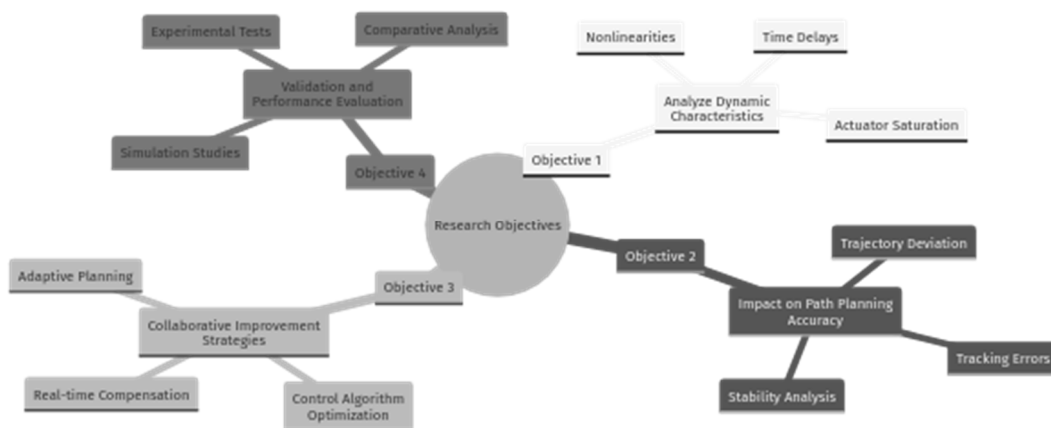 Experimental Tests
Comparative Analysis
Validation and
Performance Evaluation
Simulation Studies
Objective 4
Nonlinearities
Time Delays
Analyze Dynamic
Characteristics
Actuator Saturation
Objective 1
Research Objectives
Objective 2
Trajectory Deviation
Impact on Path Planning
Accuracy
Tracking Errors
Stability Analysis
Objective 3
Adaptive Planning
Collaborative Improvement
Strategies
Real-time Compensation
Control Algorithm
Optimization